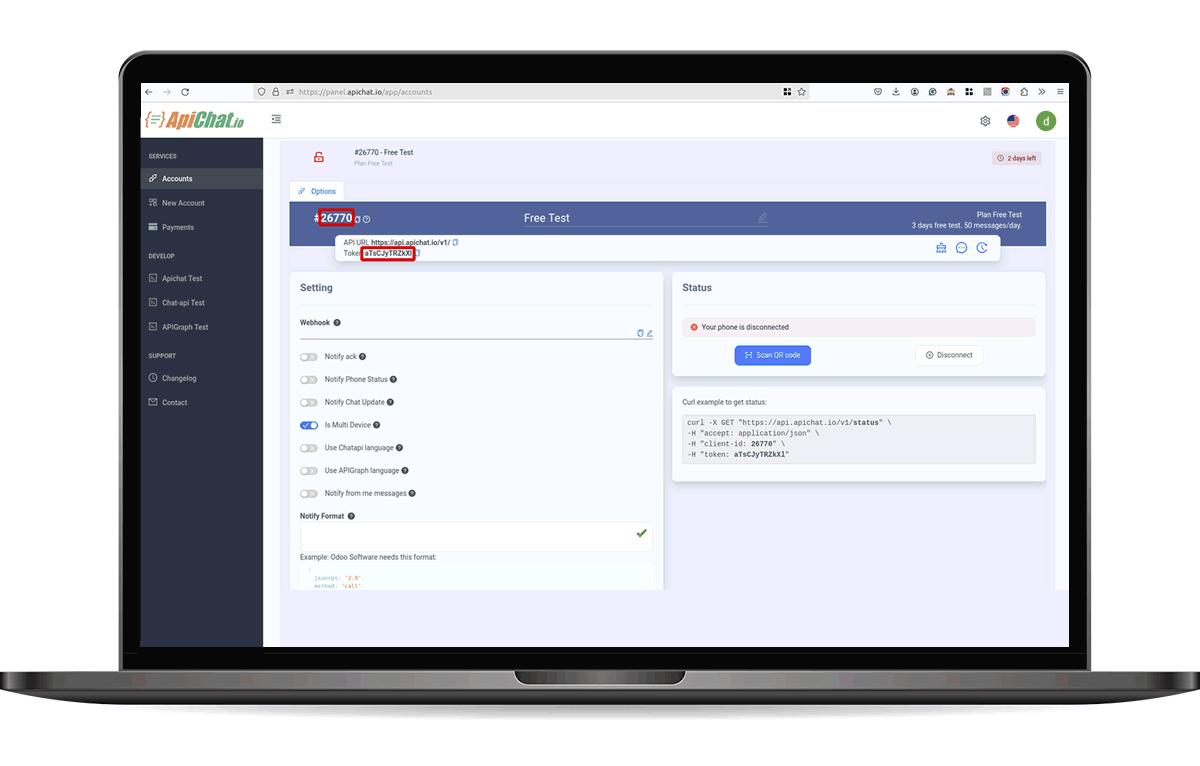 https://panel.apichat.io/app/accounts
{=}ApiChat.io
d
SERVICES
Accounts
New Account
Payments
DEVELOP
Apichat Test
Chat-api Test
APIGraph Test
SUPPORT
Changelog
Contact
#26770 - Free Test
Plan Free Test
2 days left
Options
#26770
Free Test
Plan Free Test
3 days free test. 50 messages/day.
API URL https://api.apichat.io/v1/
Token aTsCJyTRZkXl
Setting
Webhook
Notify ack
Notify Phone Status
Notify Chat Update
Is Multi Device
Use Chatapi language
Use APIGraph language
Notify from me messages
Notify Format
Example: Odoo Software needs this format:
{
jsonrpc: '2.0'
method: 'call'
Status
Your phone is disconnected
Scan QR code
Disconnect
Curl example to get status:
curl -X GET "https://api.apichat.io/v1/status" \
-H "accept: application/json" \
-H "client-id: 26770" \
-H "token: aTsCJyTRZkXl"